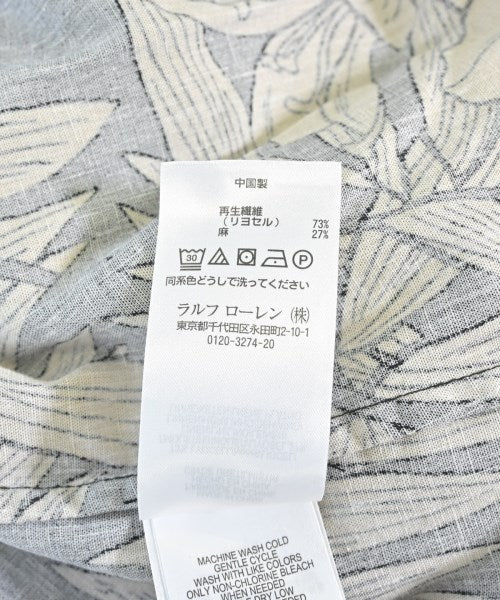 中国製
再生繊維
(リヨセル) 73%
麻 27%
30 P
同系色どうしで洗ってください
ラルフ ローレン (株)
東京都千代田区永田町2-10-1
0120-3274-20
MACHINE WASH COLD
GENTLE CYCLE
WASH WITH LIKE COLORS
ONLY NON-CHLORINE BLEACH
WHEN NEEDED
DRY LOW